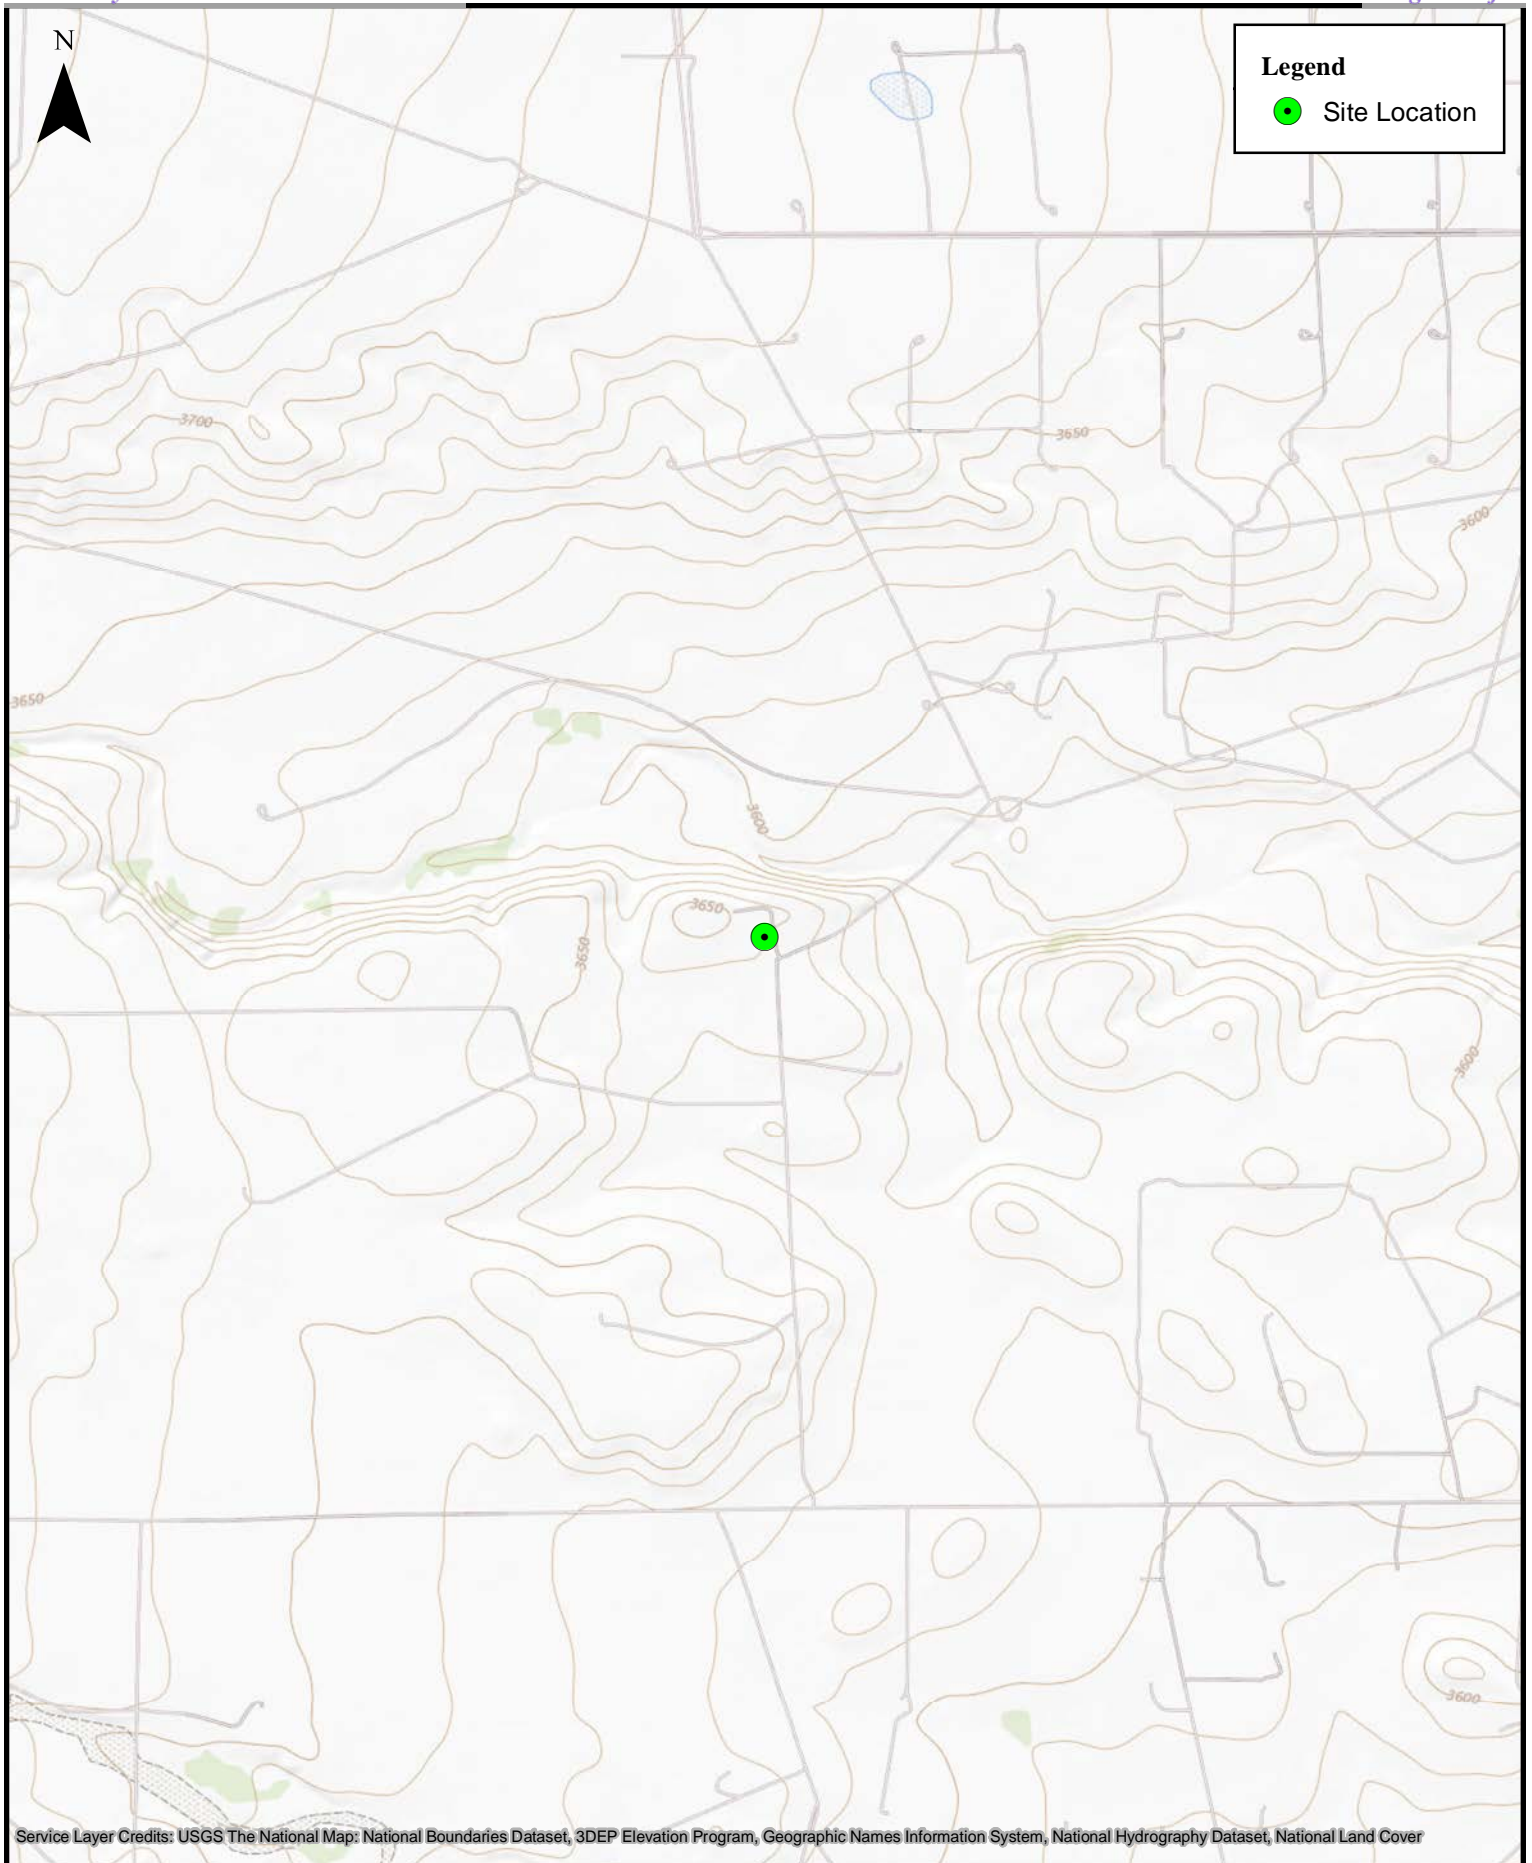 N
Legend
Site Location
3700
3650
3600
3650
3600
3650
3650
3600
3600
Service Layer Credits: USGS The National Map: National Boundaries Dataset, 3DEP Elevation Program, Geographic Names Information System, National Hydrography Dataset, National Land Cover